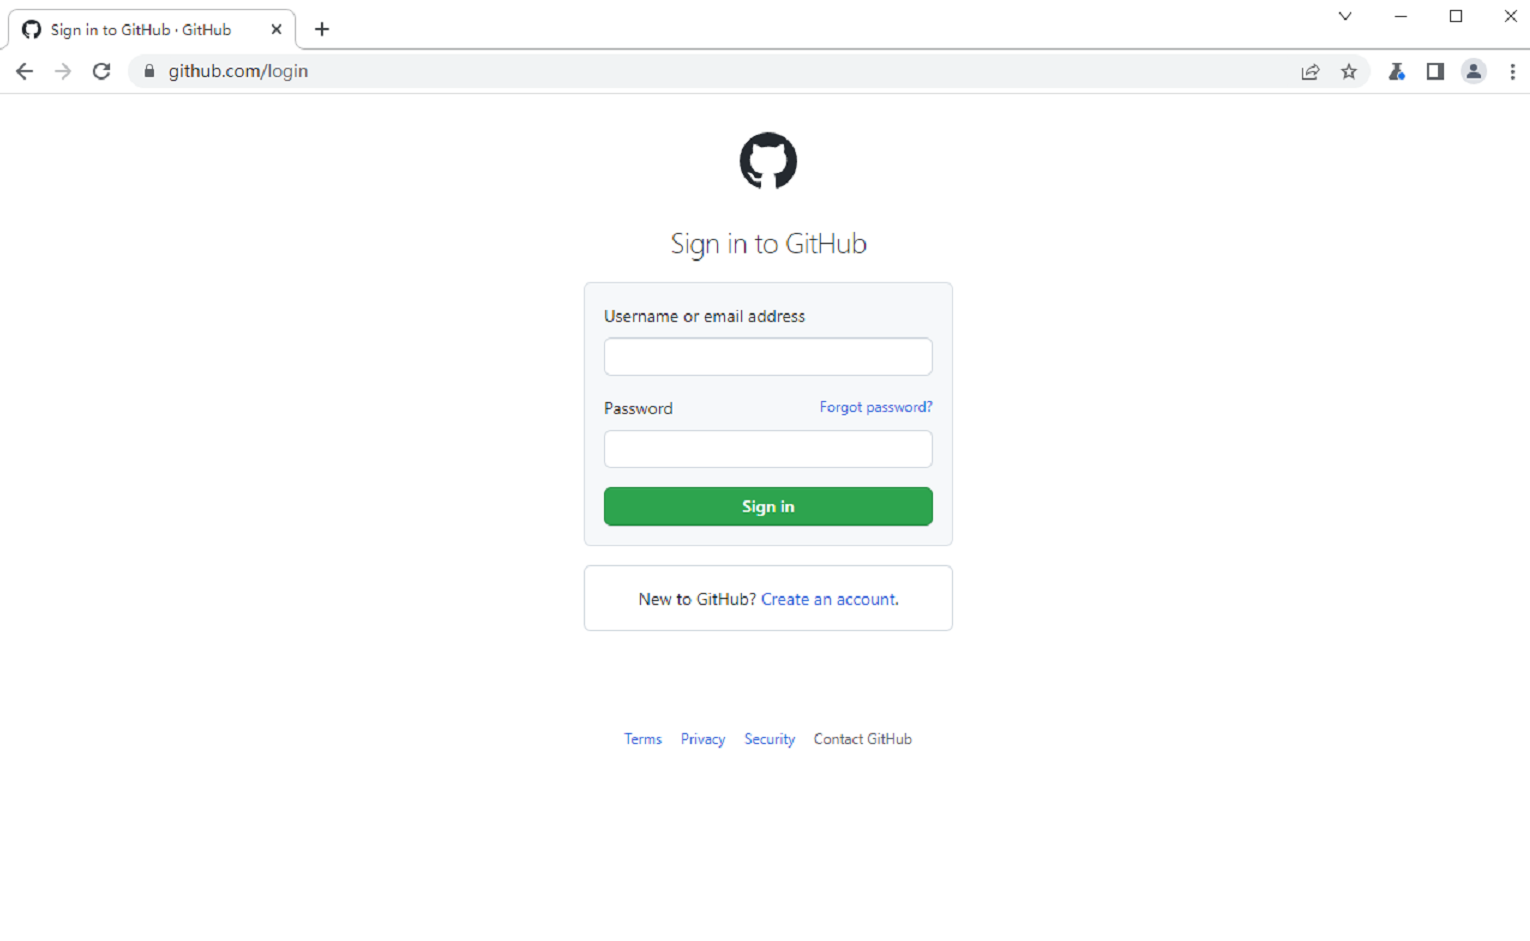 Sign in to GitHub · GitHub
github.com/login
Sign in to GitHub
Username or email address
Password Forgot password?
Sign in
New to GitHub? Create an account.
Terms Privacy Security Contact GitHub